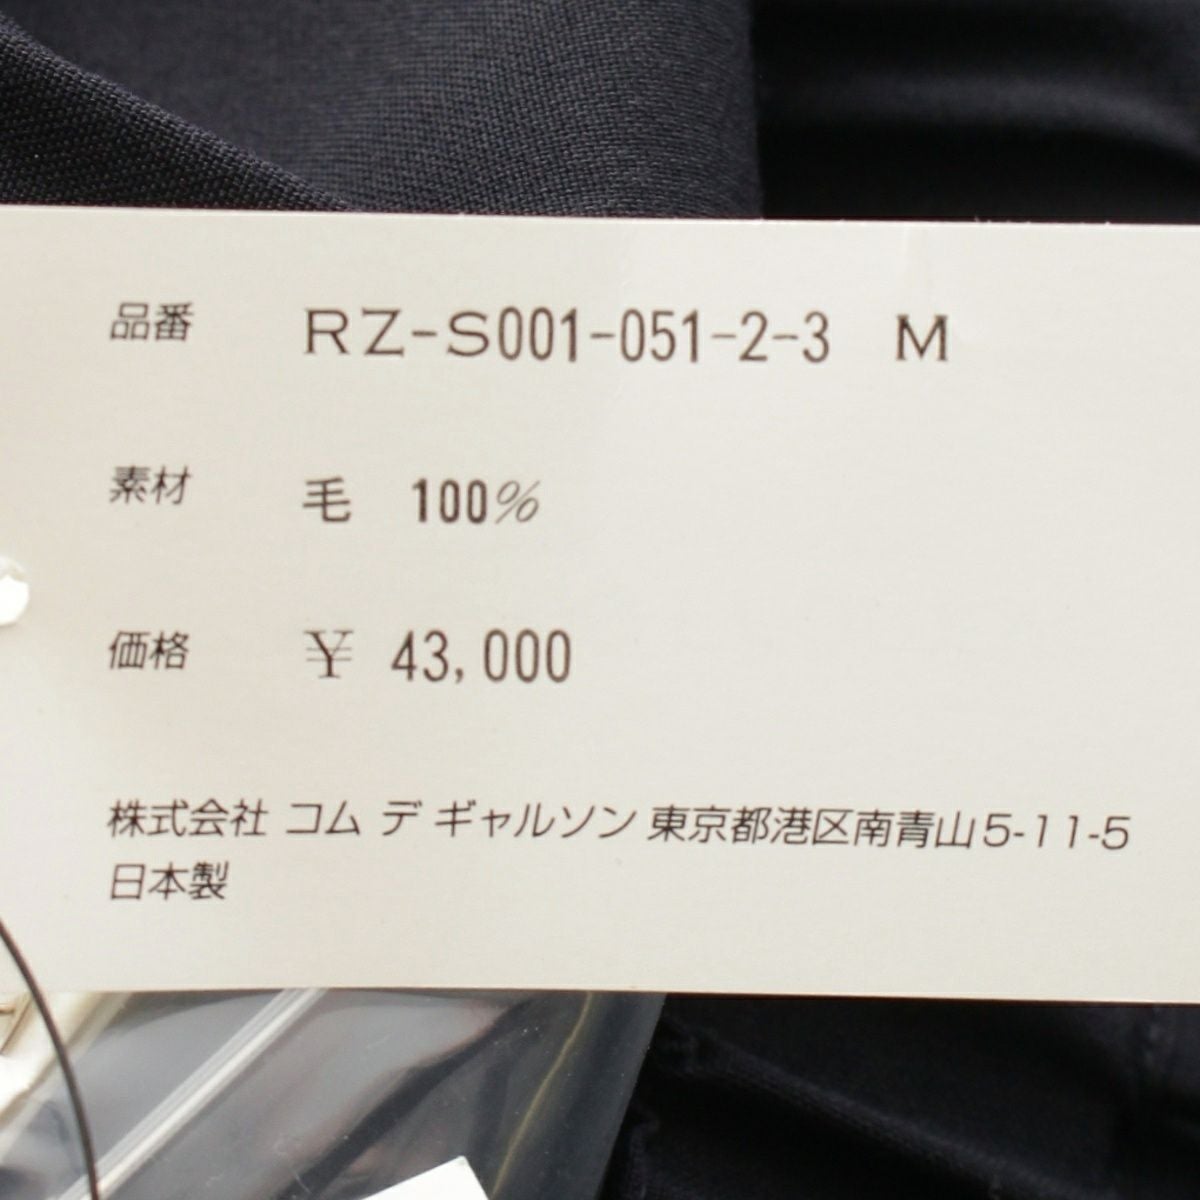 品番 RZ-S001-051-2-3 M
素材 毛 100%
価格 ¥ 43,000
株式会社 コム デ ギャルソン 東京都港区南青山5-11-5
日本製